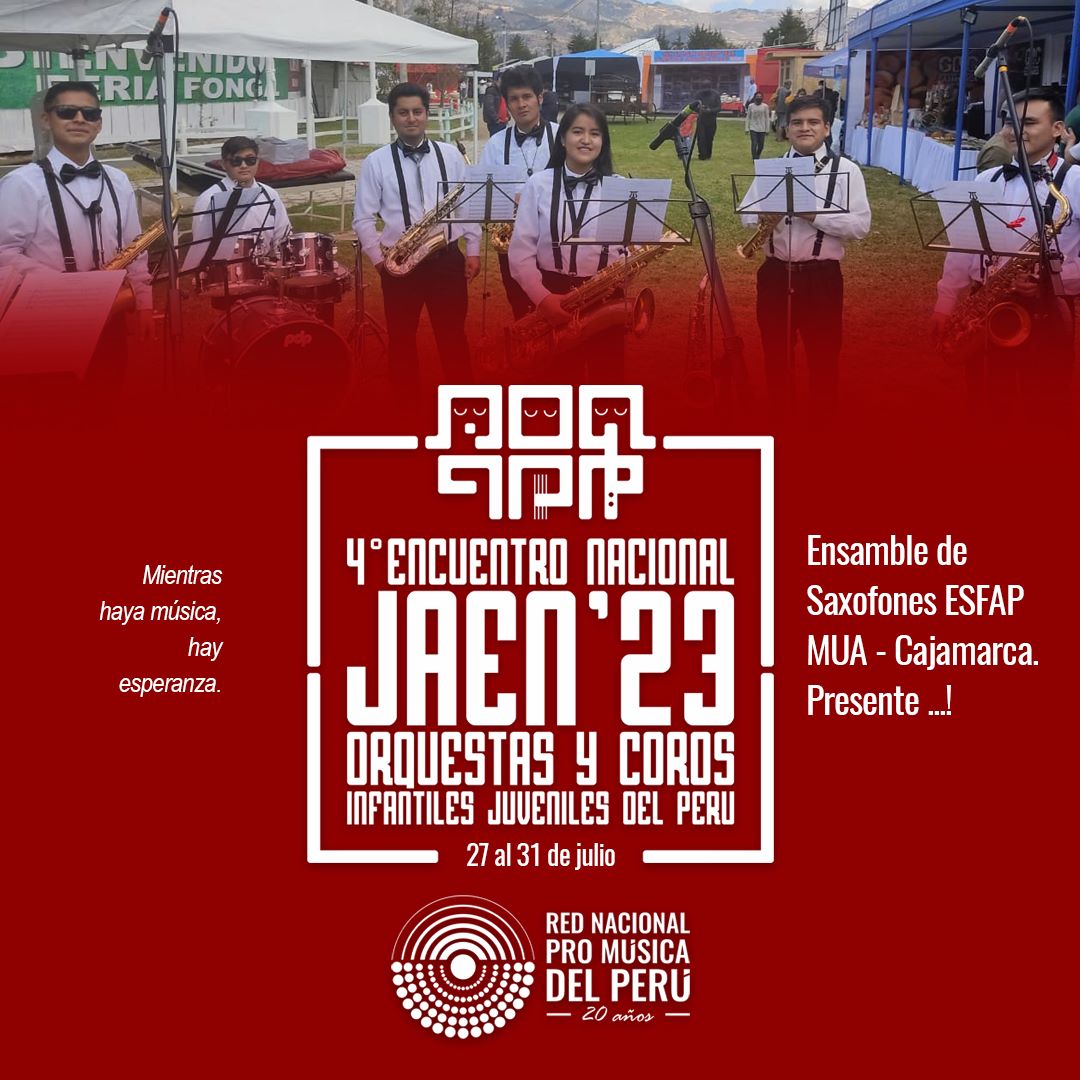 BIENVENIDO
FERIA FONGAL
pdp
4° ENCUENTRO NACIONAL
JAEN'23
ORQUESTAS Y COROS
INFANTILES JUVENILES DEL PERU
27 al 31 de julio
Mientras
haya música,
hay
esperanza.
Ensamble de
Saxofones ESFAP
MUA - Cajamarca.
Presente ...!
RED NACIONAL
PRO MÚSICA
DEL PERÚ
20 años